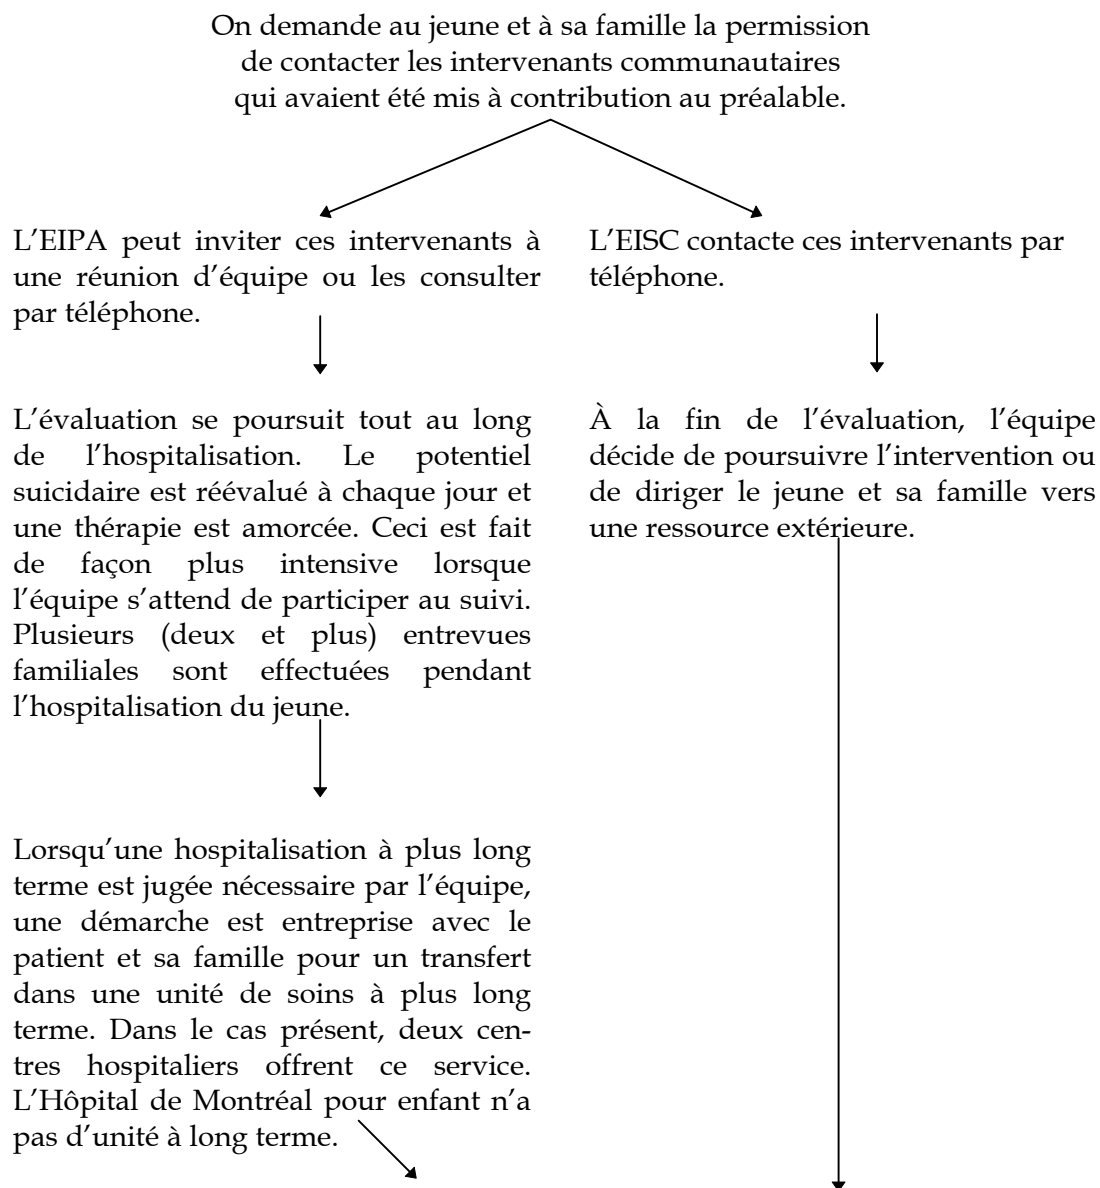 On demande au jeune et à sa famille la permission
de contacter les intervenants communautaires
qui avaient été mis à contribution au préalable.
L’EIPA peut inviter ces intervenants à
une réunion d’équipe ou les consulter
par téléphone.
L’EISC contacte ces intervenants par
téléphone.
L’évaluation se poursuit tout au long
de l’hospitalisation. Le potentiel
suicidaire est réévalué à chaque jour et
une thérapie est amorcée. Ceci est fait
de façon plus intensive lorsque
l’équipe s’attend de participer au suivi.
Plusieurs (deux et plus) entrevues
familiales sont effectuées pendant
l’hospitalisation du jeune.
À la fin de l’évaluation, l’équipe
décide de poursuivre l’intervention ou
de diriger le jeune et sa famille vers
une ressource extérieure.
Lorsqu’une hospitalisation à plus long
terme est jugée nécessaire par l’équipe,
une démarche est entreprise avec le
patient et sa famille pour un transfert
dans une unité de soins à plus long
terme. Dans le cas présent, deux cen-
tres hospitaliers offrent ce service.
L’Hôpital de Montréal pour enfant n’a
pas d’unité à long terme.